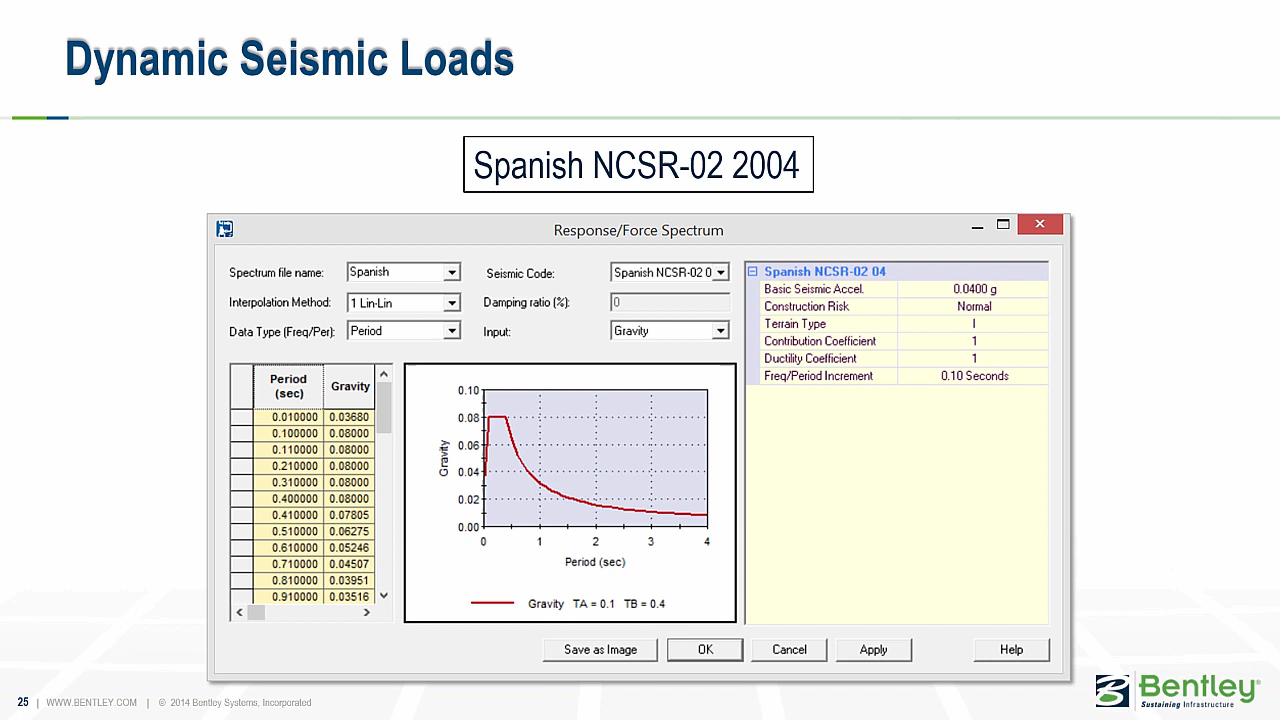 Dynamic Seismic Loads
Spanish NCSR-02 2004
Response/Force Spectrum
Spectrum file name: Spanish Seismic Code: Spanish NCSR-02 0
Interpolation Method: 1 Lin-Lin Damping ratio (%): 0
Data Type (Freq/Per): Period Input: Gravity
Spanish NCSR-02 04
Basic Seismic Accel. 0.0400 g
Construction Risk Normal
Terrain Type I
Contribution Coefficient 1
Ductility Coefficient 1
Freq/Period Increment 0.10 Seconds
Period (sec) Gravity
0.010000 0.03680
0.100000 0.08000
0.110000 0.08000
0.210000 0.08000
0.310000 0.08000
0.400000 0.08000
0.410000 0.07805
0.510000 0.06275
0.610000 0.05246
0.710000 0.04507
0.810000 0.03951
0.910000 0.03516
0.10
0.08
0.06
0.04
0.02
0.00
Gravity
0 1 2 3 4
Period (sec)
Gravity TA = 0.1 TB = 0.4
Save as Image OK Cancel Apply Help
25 | WWW.BENTLEY.COM | © 2014 Bentley Systems, Incorporated
Bentley®
Sustaining Infrastructure